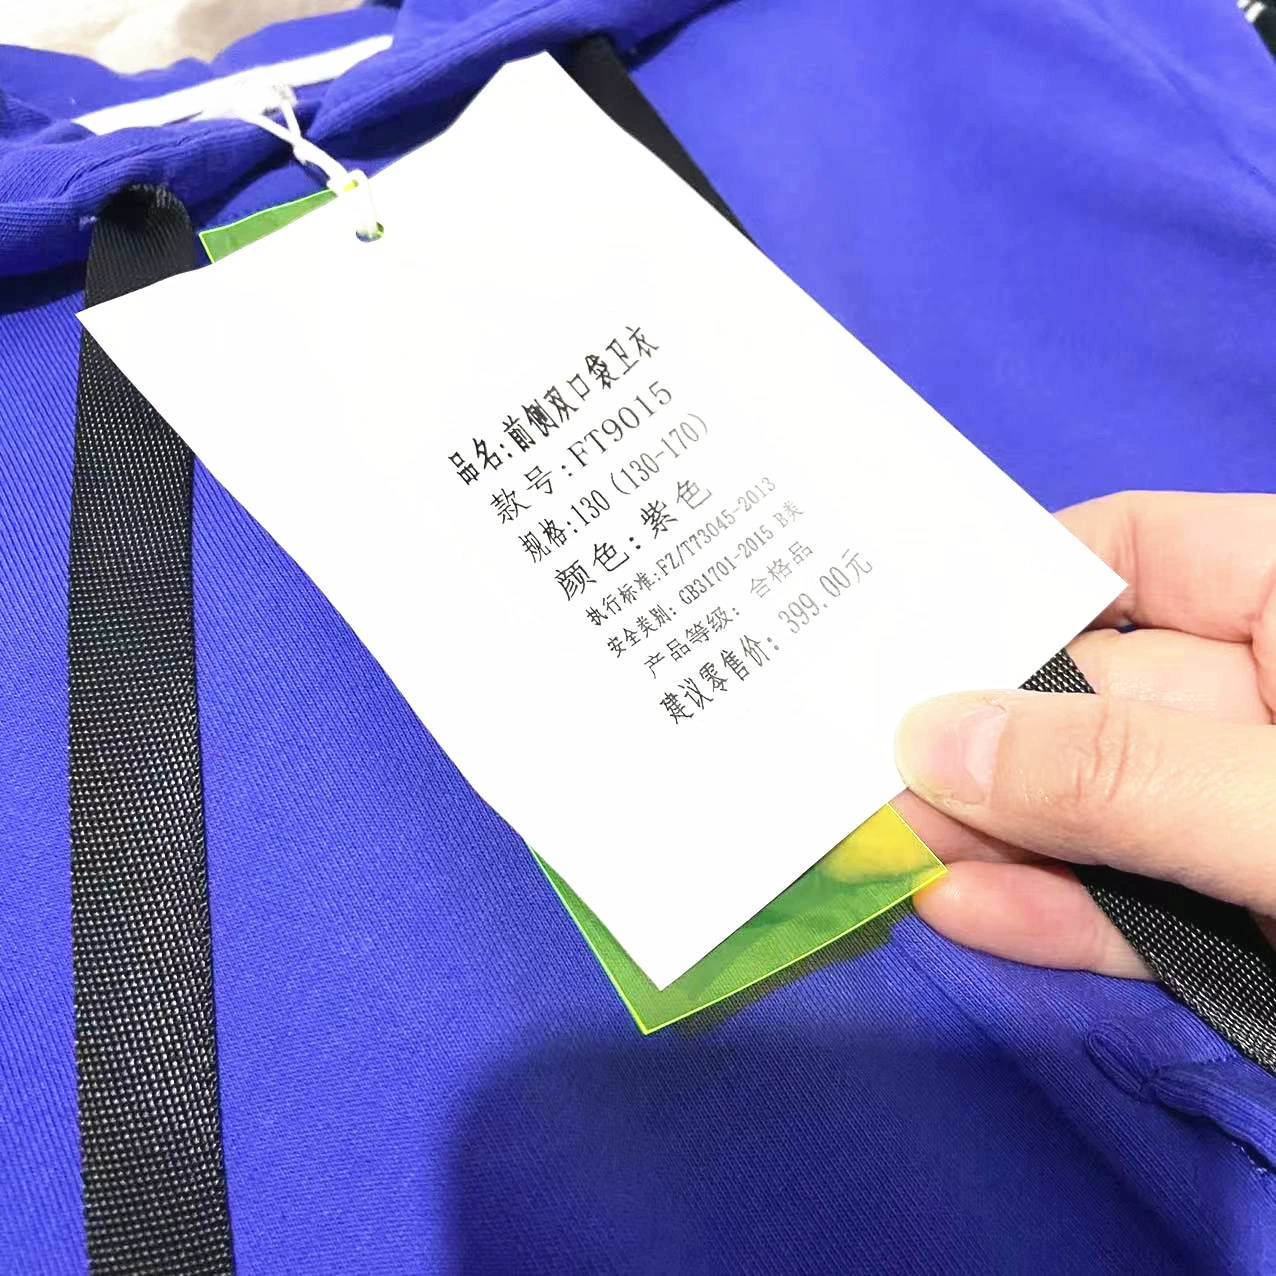 品名:前侧双口袋卫衣
款号:FT9015
规格:130(130-170)
颜色:紫色
执行标准:FZ/T73045-2013
安全类别: GB31701-2015 B类
产品等级: 合格品
建议零售价: 399.00元